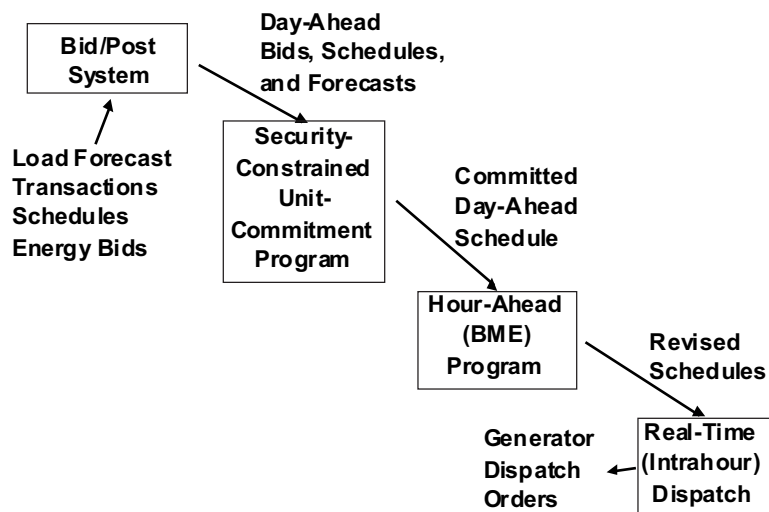 Bid/Post
System
Day-Ahead
Bids, Schedules,
and Forecasts
Load Forecast
Transactions
Schedules
Energy Bids
Security-
Constrained
Unit-
Commitment
Program
Committed
Day-Ahead
Schedule
Hour-Ahead
(BME)
Program
Revised
Schedules
Real-Time
(Intrahour)
Dispatch
Generator
Dispatch
Orders